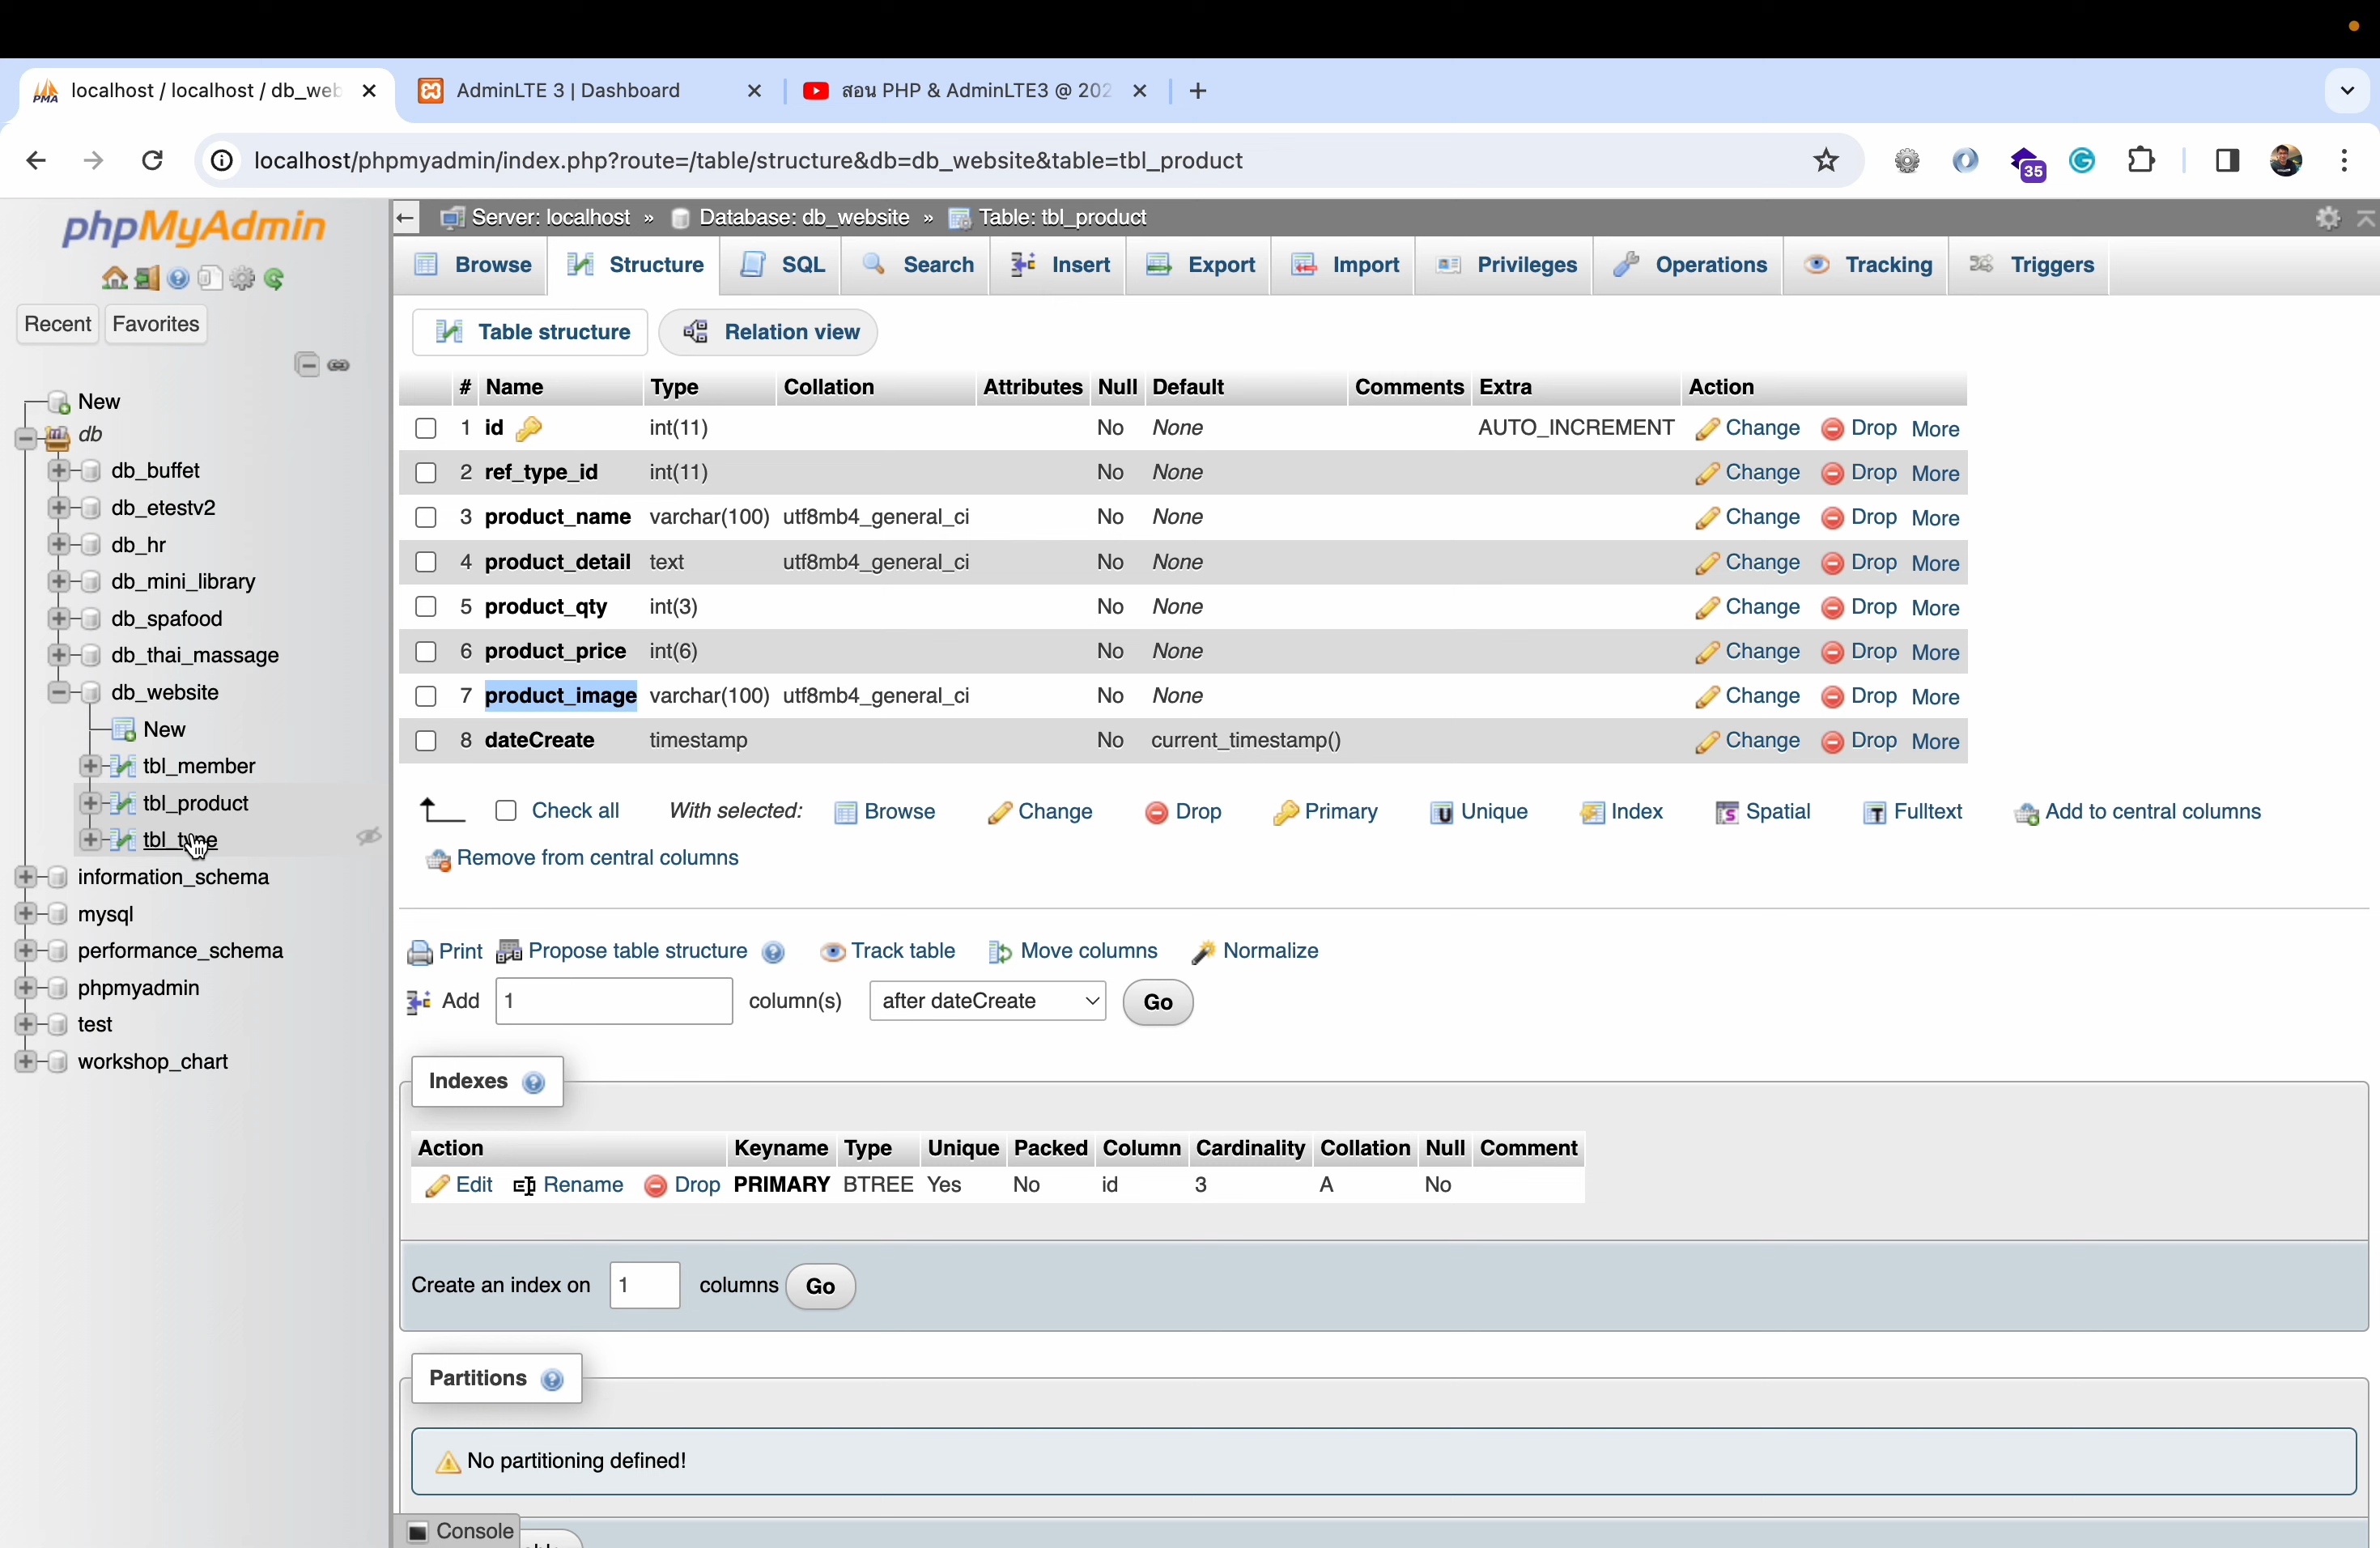 localhost / localhost / db_web
AdminLTE 3 | Dashboard
สอน PHP & AdminLTE3 @ 202
localhost/phpmyadmin/index.php?route=/table/structure&db=db_website&table=tbl_product
35
phpMyAdmin
Recent Favorites
New
db
db_buffet
db_etestv2
db_hr
db_mini_library
db_spafood
db_thai_massage
db_website
New
tbl_member
tbl_product
tbl_type
information_schema
mysql
performance_schema
phpmyadmin
test
workshop_chart
Server: localhost » Database: db_website » Table: tbl_product
Browse Structure SQL Search Insert Export Import Privileges Operations Tracking Triggers
Table structure Relation view
# Name Type Collation Attributes Null Default Comments Extra Action
1 id int(11) No None AUTO_INCREMENT Change Drop More
2 ref_type_id int(11) No None Change Drop More
3 product_name varchar(100) utf8mb4_general_ci No None Change Drop More
4 product_detail text utf8mb4_general_ci No None Change Drop More
5 product_qty int(3) No None Change Drop More
6 product_price int(6) No None Change Drop More
7 product_image varchar(100) utf8mb4_general_ci No None Change Drop More
8 dateCreate timestamp No current_timestamp() Change Drop More
Check all With selected: Browse Change Drop Primary Unique Index Spatial Fulltext Add to central columns
Remove from central columns
Print Propose table structure Track table Move columns Normalize
Add 1 column(s) after dateCreate Go
Indexes
Action Keyname Type Unique Packed Column Cardinality Collation Null Comment
Edit Rename Drop PRIMARY BTREE Yes No id 3 A No
Create an index on 1 columns Go
Partitions
No partitioning defined!
Console